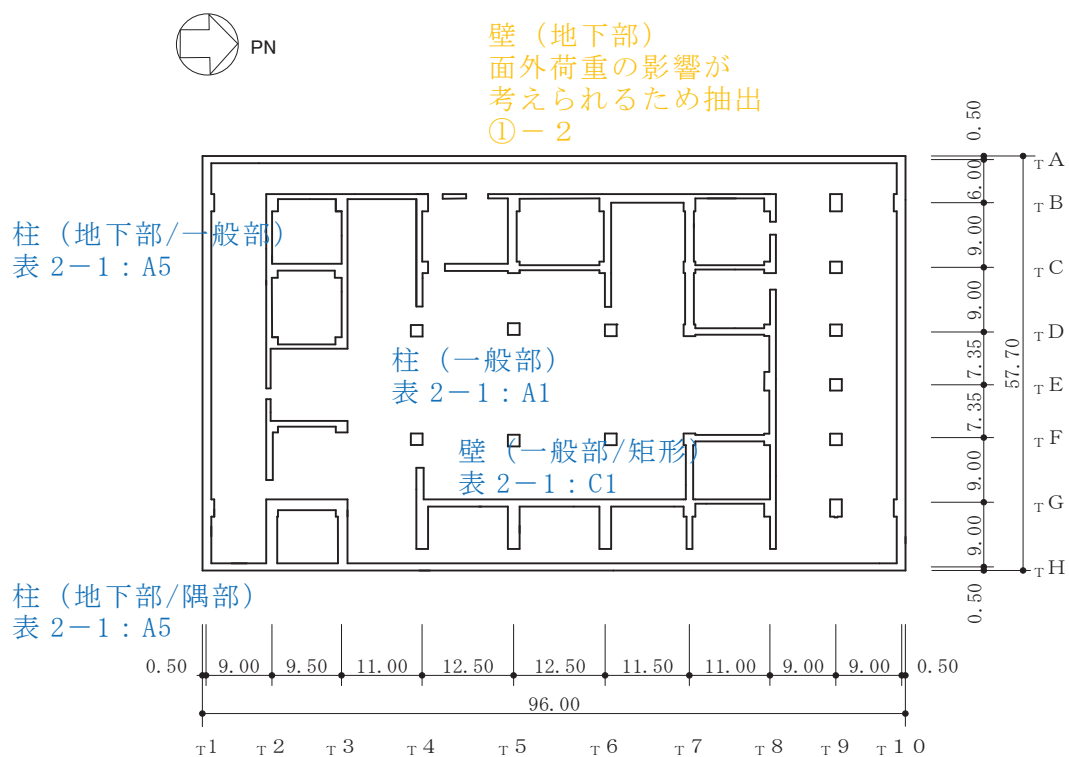 PN
壁（地下部）
面外荷重の影響が
考えられるため抽出
①－2
柱（地下部/一般部）
表 2－1：A5
柱（一般部）
表 2－1：A1
壁（一般部/矩形）
表 2－1：C1
柱（地下部/隅部）
表 2－1：A5
0.50
6.00
9.00
9.00
7.35
7.35
9.00
9.00
0.50
57.70
TA
TB
TC
TD
TE
TF
TG
TH
0.50 9.00 9.50 11.00 12.50 12.50 11.50 11.00 9.00 9.00 0.50
96.00
T1 T2 T3 T4 T5 T6 T7 T8 T9 T10